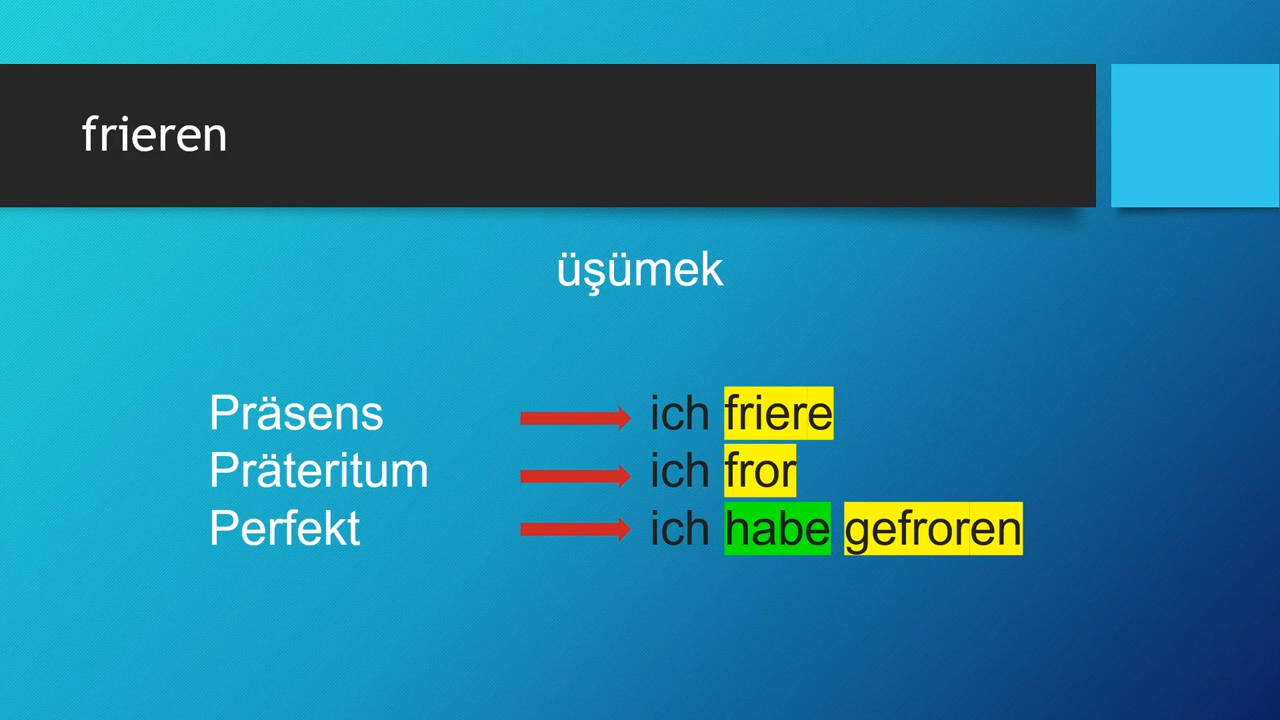 frieren
üşümek
Präsens ich friere
Präteritum ich fror
Perfekt ich habe gefroren